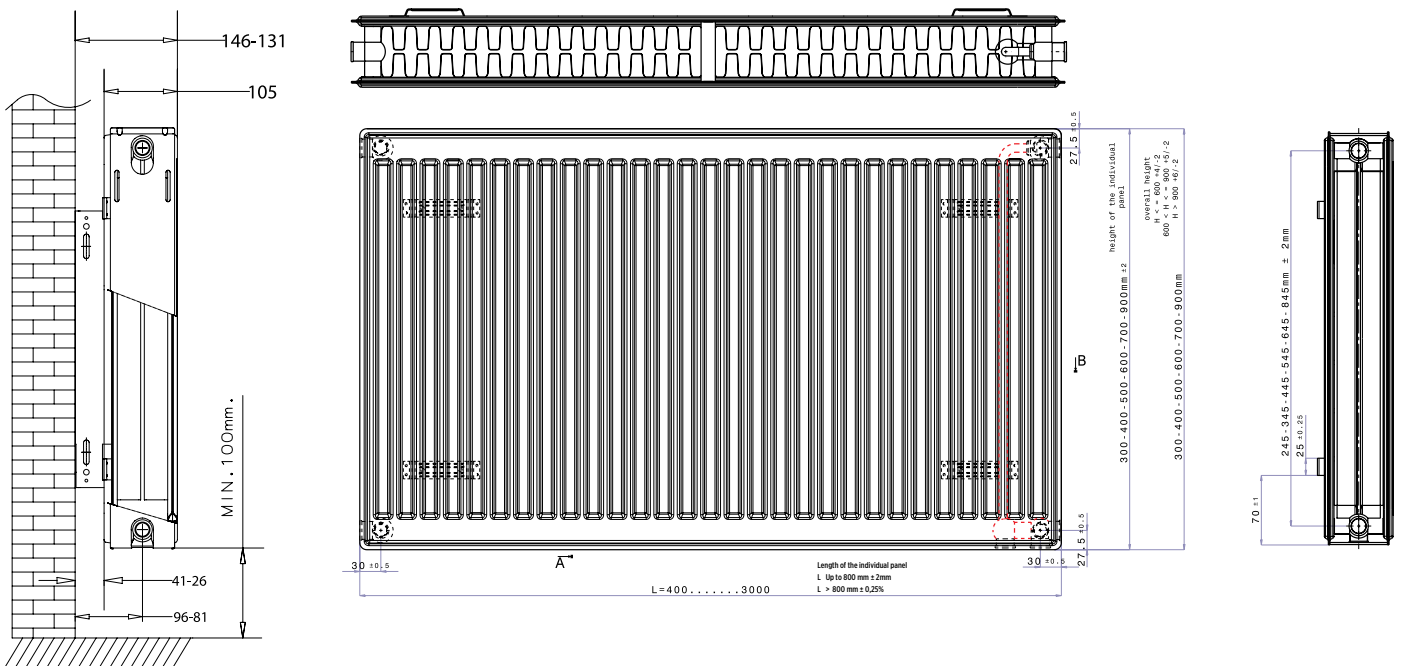 146-131
105
MIN.100mm.
41-26
96-81
27.5 ±0.5
height of the individual
panel
300-400-500-600-700-900mm ±2
overall height
H < = 600 +4/-2
600 < H < = 900 +5/-2
H > 900 +6/-2
300-400-500-600-700-900mm
B
A
30 ±0.5
L=400.......3000
Length of the individual panel
L Up to 800 mm ± 2mm
L > 800 mm ± 0,25%
30 ±0.5
27.5 ±0.5
245-345-445-545-645-845mm ± 2mm
25 ±0.25
70 ±1